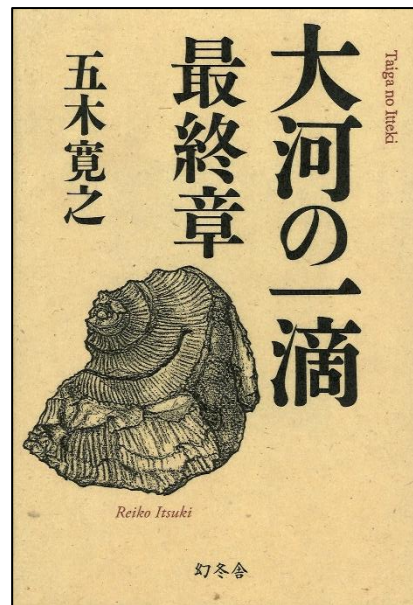 大河の一滴
Taiga no Itteki
最終章
五木寛之
Reiko Itsuki
幻冬舎